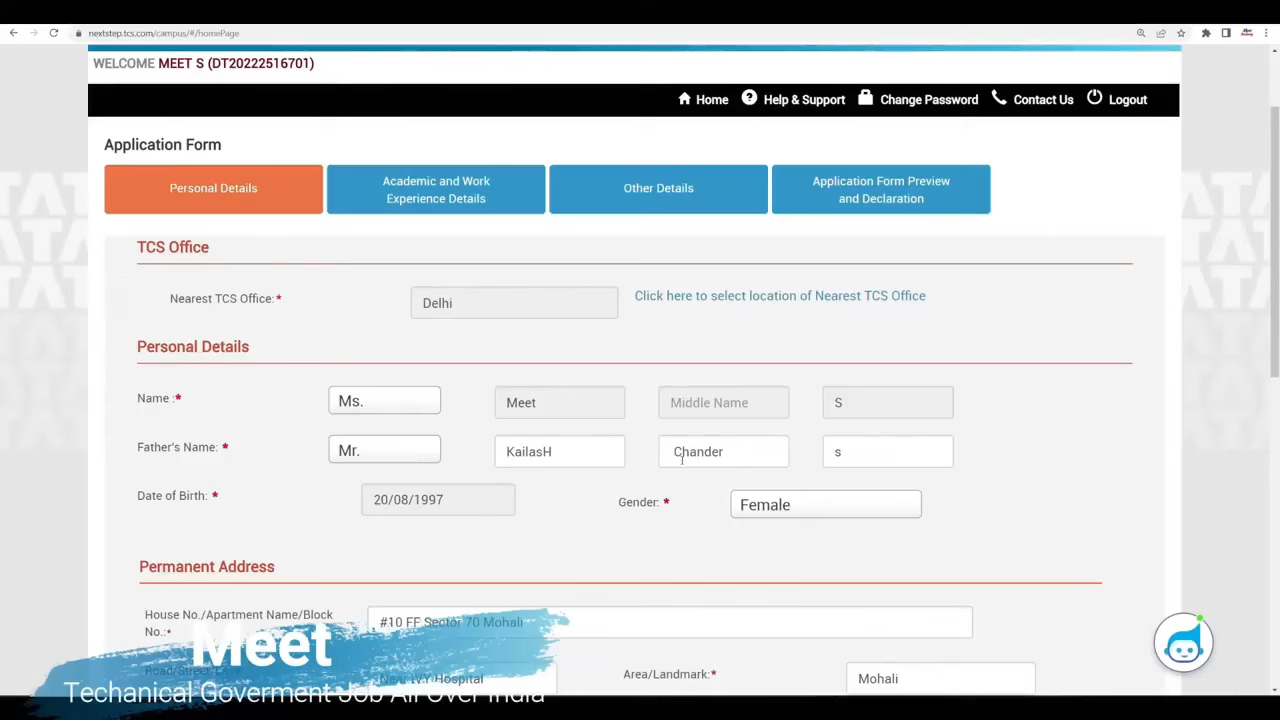 nextstep.tcs.com/campus/#/homePage
WELCOME MEET S (DT20222516701)
Home Help & Support Change Password Contact Us Logout
Application Form
Personal Details
Academic and Work
Experience Details
Other Details
Application Form Preview
and Declaration
TCS Office
Nearest TCS Office:* Delhi Click here to select location of Nearest TCS Office
Personal Details
Name :* Ms. Meet Middle Name S
Father's Name: * Mr. KailasH Chander s
Date of Birth: * 20/08/1997 Gender: * Female
Permanent Address
House No./Apartment Name/Block
No.:* #10 FF Sector 70 Mohali
Meet
Near IVY Hospital Area/Landmark:* Mohali
Techanical Goverment Job All Over India
TATA